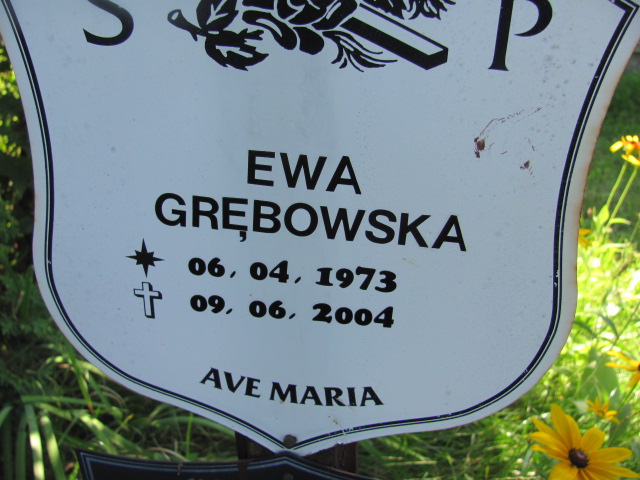 S P
EWA
GRĘBOWSKA
06. 04. 1973
09. 06. 2004
AVE MARIA